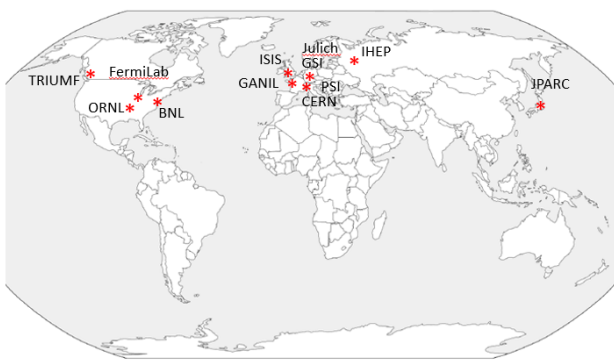 Julich
ISIS
GSI
IHEP
TRIUMF
FermiLab
GANIL
PSI
JPARC
CERN
ORNL
BNL